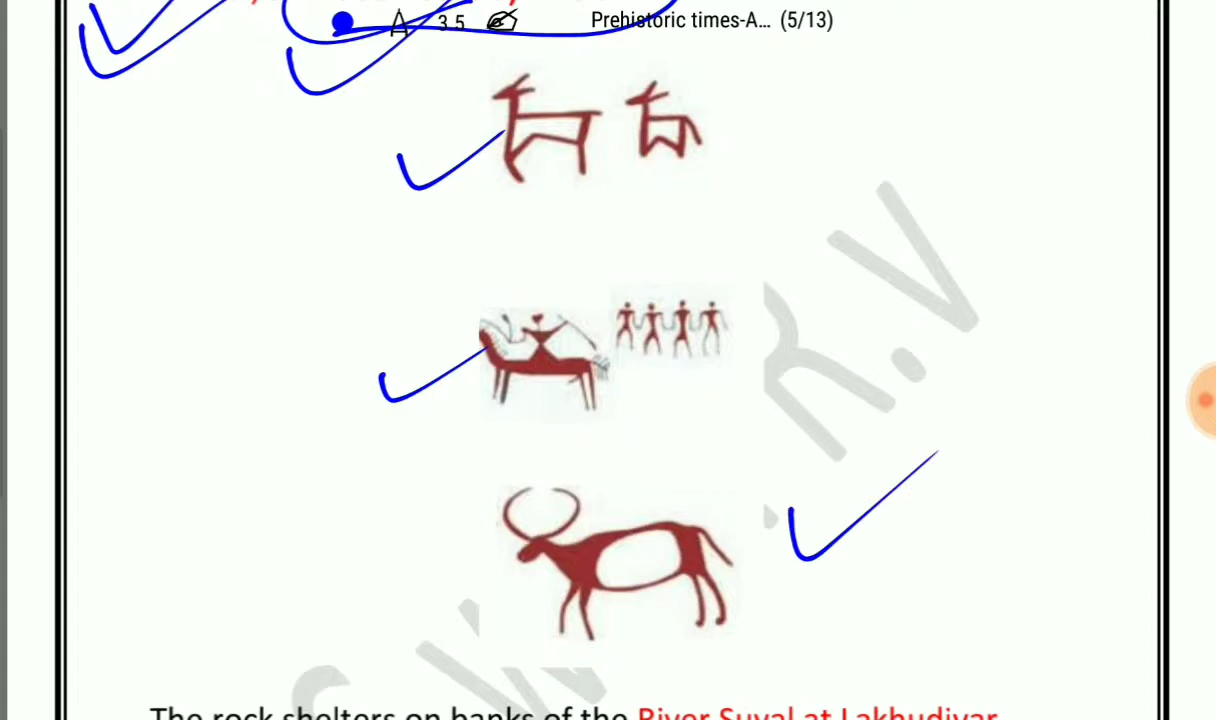 3.5 Prehistoric times-A... (5/13)
The rock shelters on banks of the River Suyal at Lakhudiyar